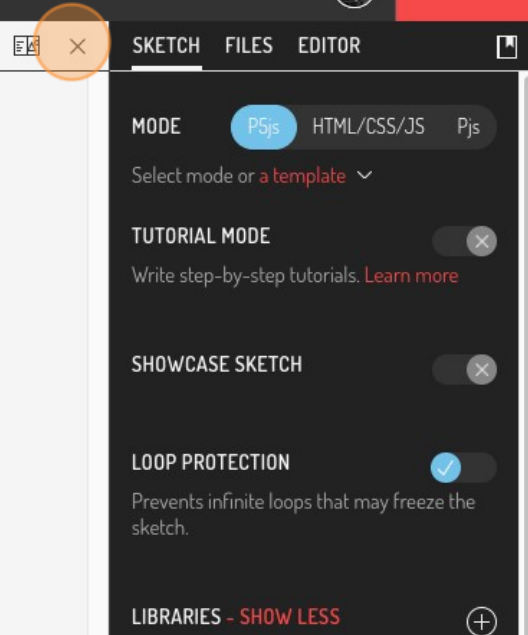 SKETCH FILES EDITOR
MODE P5js HTML/CSS/JS Pjs
Select mode or a template
TUTORIAL MODE
Write step-by-step tutorials. Learn more
SHOWCASE SKETCH
LOOP PROTECTION
Prevents infinite loops that may freeze the
sketch.
LIBRARIES - SHOW LESS